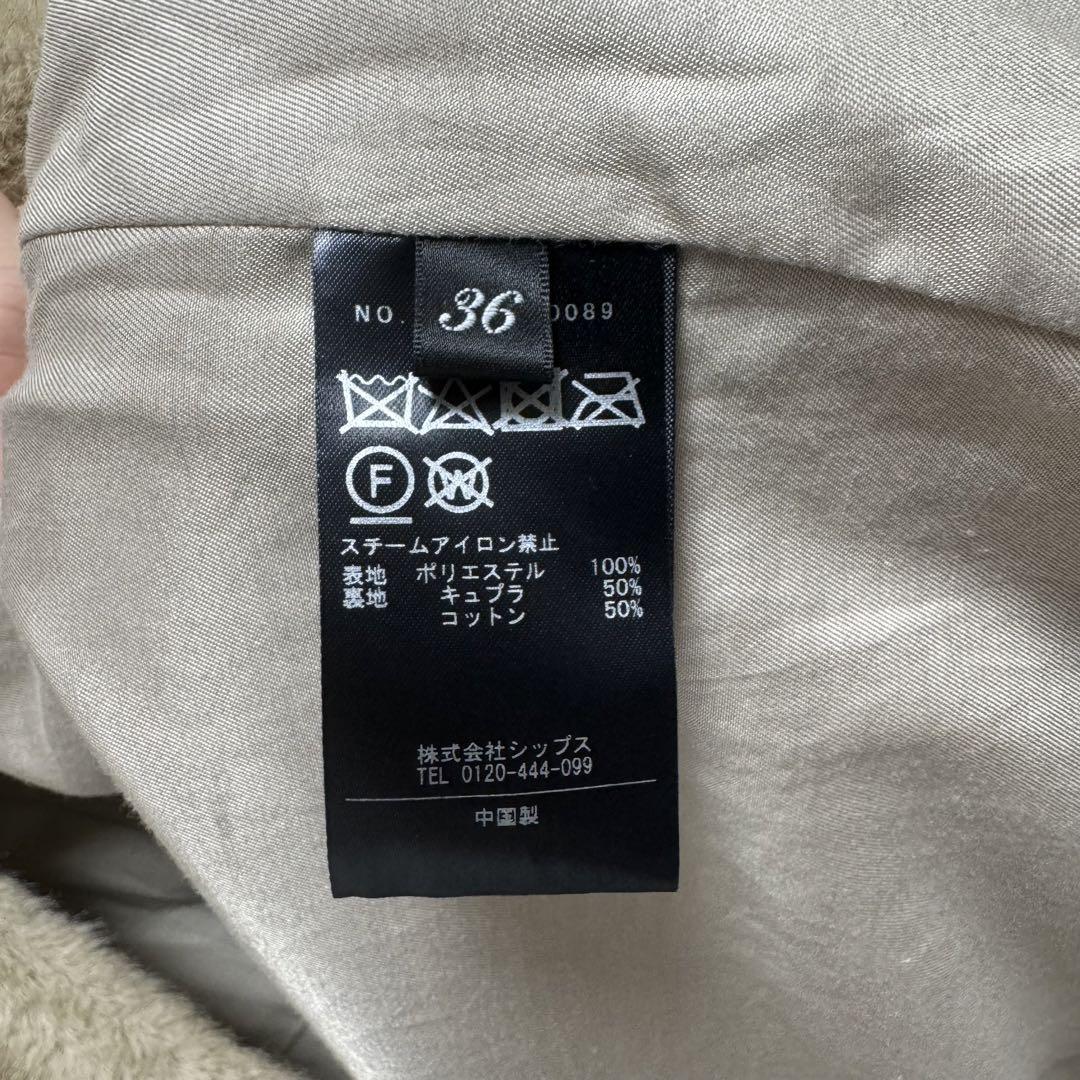 36
NO. 0089
F
W
スチームアイロン禁止
表地 ポリエステル 100%
裏地 キュプラ 50%
コットン 50%
株式会社シップス
TEL 0120-444-099
中国製